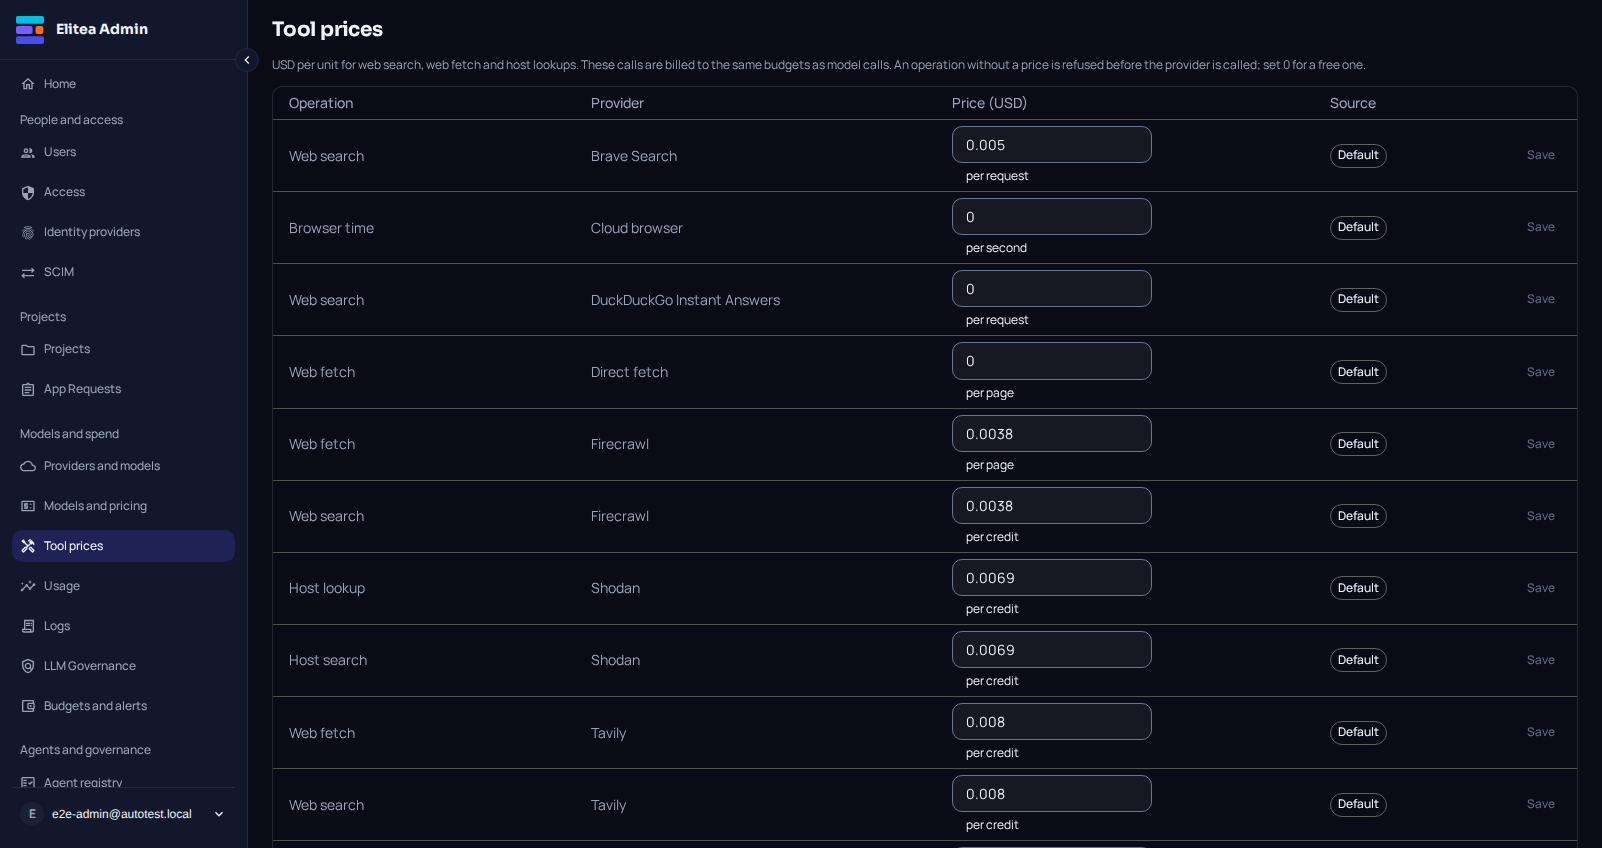 Elitea Admin
Home
People and access
Users
Access
Identity providers
SCIM
Projects
Projects
App Requests
Models and spend
Providers and models
Models and pricing
Tool prices
Usage
Logs
LLM Governance
Budgets and alerts
Agents and governance
Agent registry
E e2e-admin@autotest.local
Tool prices
USD per unit for web search, web fetch and host lookups. These calls are billed to the same budgets as model calls. An operation without a price is refused before the provider is called; set 0 for a free one.
Operation Provider Price (USD) Source
Web search Brave Search 0.005 Default Save
per request
Browser time Cloud browser 0 Default Save
per second
Web search DuckDuckGo Instant Answers 0 Default Save
per request
Web fetch Direct fetch 0 Default Save
per page
Web fetch Firecrawl 0.0038 Default Save
per page
Web search Firecrawl 0.0038 Default Save
per credit
Host lookup Shodan 0.0069 Default Save
per credit
Host search Shodan 0.0069 Default Save
per credit
Web fetch Tavily 0.008 Default Save
per credit
Web search Tavily 0.008 Default Save
per credit